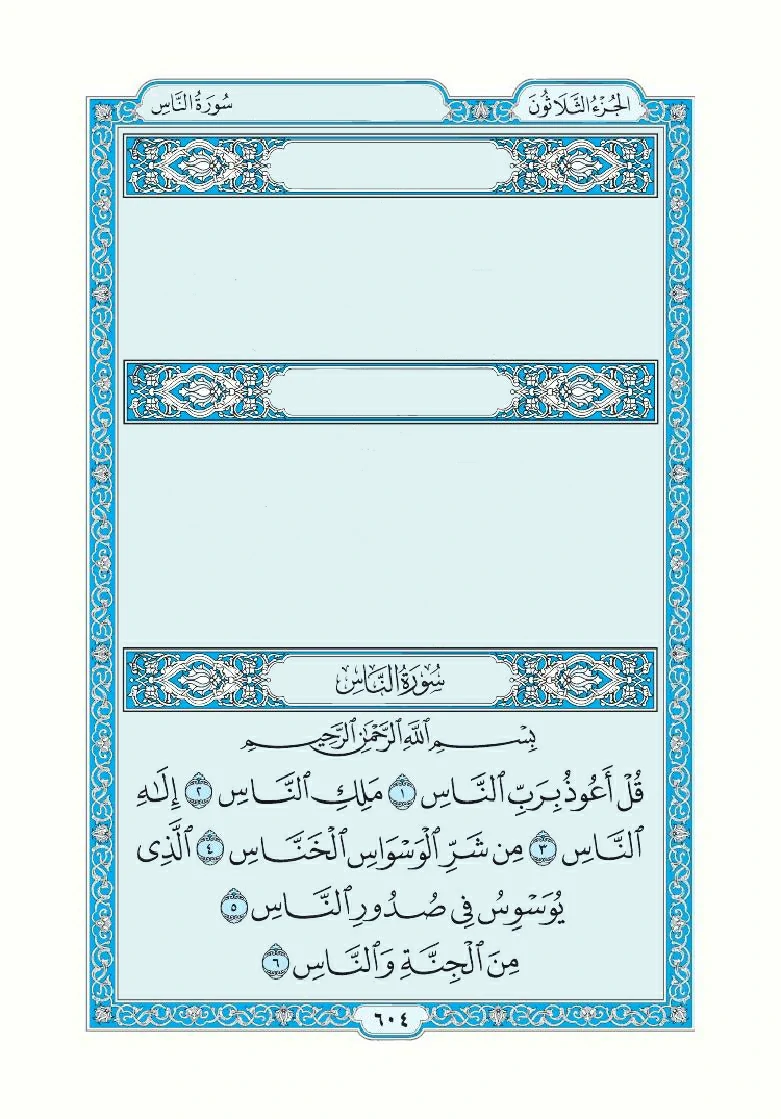 الجُزْءُ الثَّلَاثُونَ
سُورَةُ النَّاسِ
سُورَةُ النَّاسِ
بِسْمِ ٱللَّهِ ٱلرَّحْمَٰنِ ٱلرَّحِيمِ
قُلْ أَعُوذُ بِرَبِّ ٱلنَّاسِ ١ مَلِكِ ٱلنَّاسِ ٢ إِلَٰهِ
ٱلنَّاسِ ٣ مِن شَرِّ ٱلْوَسْوَاسِ ٱلْخَنَّاسِ ٤ ٱلَّذِى
يُوَسْوِسُ فِى صُدُورِ ٱلنَّاسِ ٥
مِنَ ٱلْجِنَّةِ وَٱلنَّاسِ ٦
٦٠٤